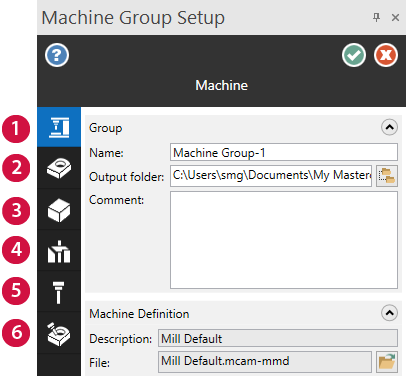 Machine Group Setup
?
Machine
1
2
3
4
5
6
Group
Name: Machine Group-1
Output folder: C:\Users\smg\Documents\My Master
Comment:
Machine Definition
Description: Mill Default
File: Mill Default.mcam-mmd